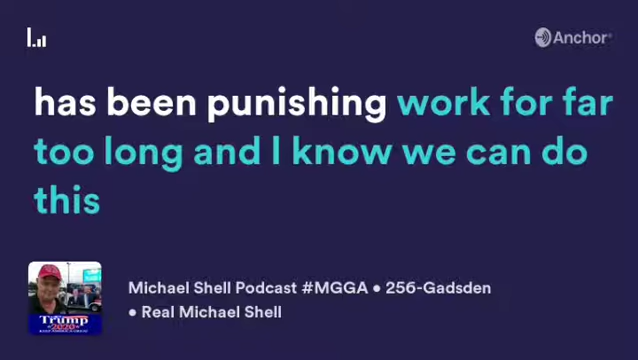 Anchor
has been punishing work for far
too long and I know we can do
this
Michael Shell Podcast #MGGA • 256-Gadsden
• Real Michael Shell
Trump
2020